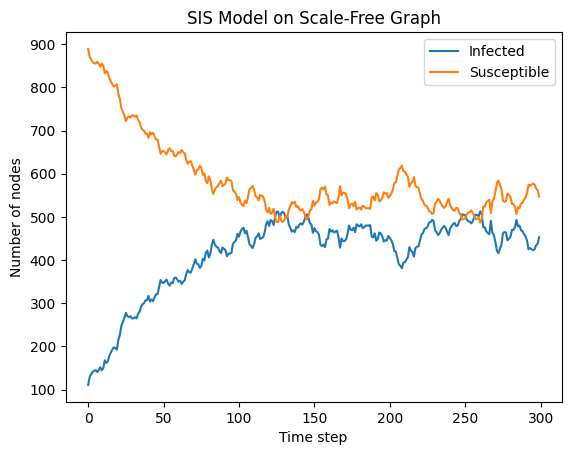 SIS Model on Scale-Free Graph
Infected
Susceptible
900
800
700
600
500
400
300
200
100
Number of nodes
0 50 100 150 200 250 300
Time step